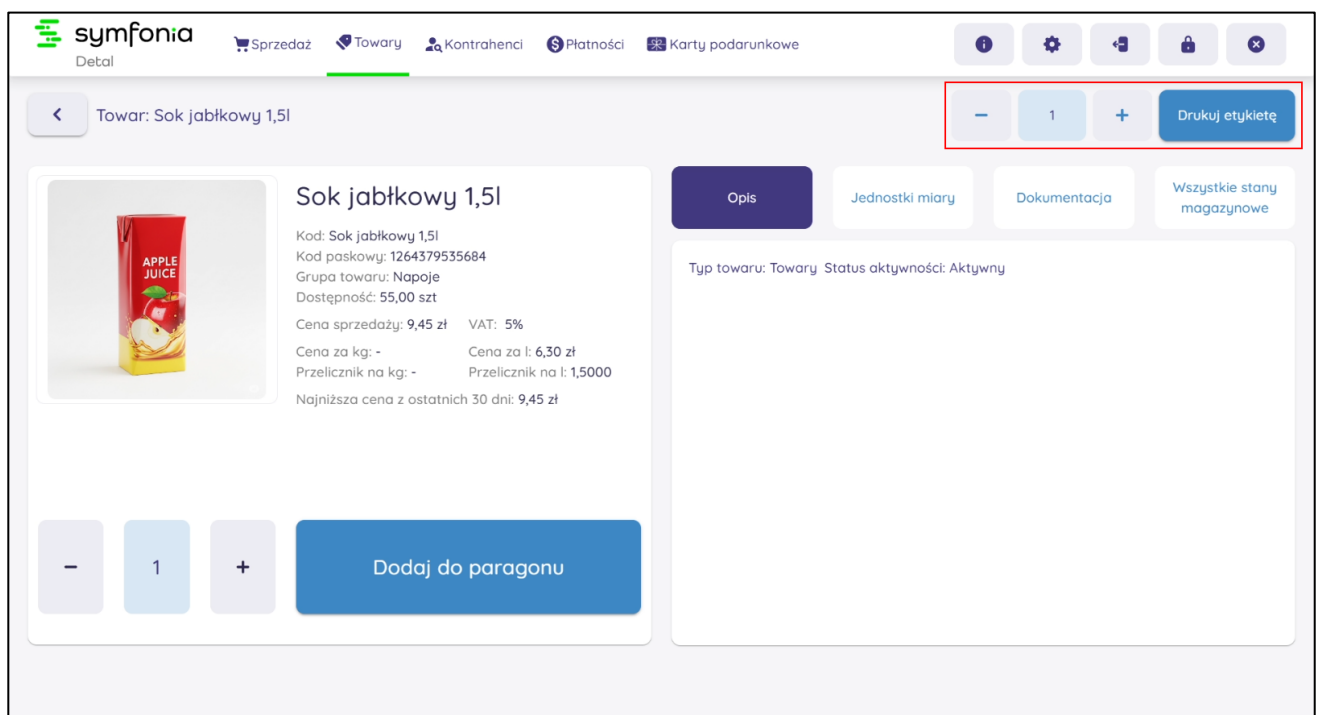 symfonia
Detal
Sprzedaż
Towary
Kontrahenci
Płatności
Karty podarunkowe
Towar: Sok jabłkowy 1,5l
1
Drukuj etykietę
APPLE
JUICE
Sok jabłkowy 1,5l
Kod: Sok jabłkowy 1,5l
Kod paskowy: 1264379535684
Grupa towaru: Napoje
Dostępność: 55,00 szt
Cena sprzedaży: 9,45 zł VAT: 5%
Cena za kg: - Cena za l: 6,30 zł
Przelicznik na kg: - Przelicznik na l: 1,5000
Najniższa cena z ostatnich 30 dni: 9,45 zł
1
Dodaj do paragonu
Opis
Jednostki miary
Dokumentacja
Wszystkie stany
magazynowe
Typ towaru: Towary Status aktywności: Aktywny